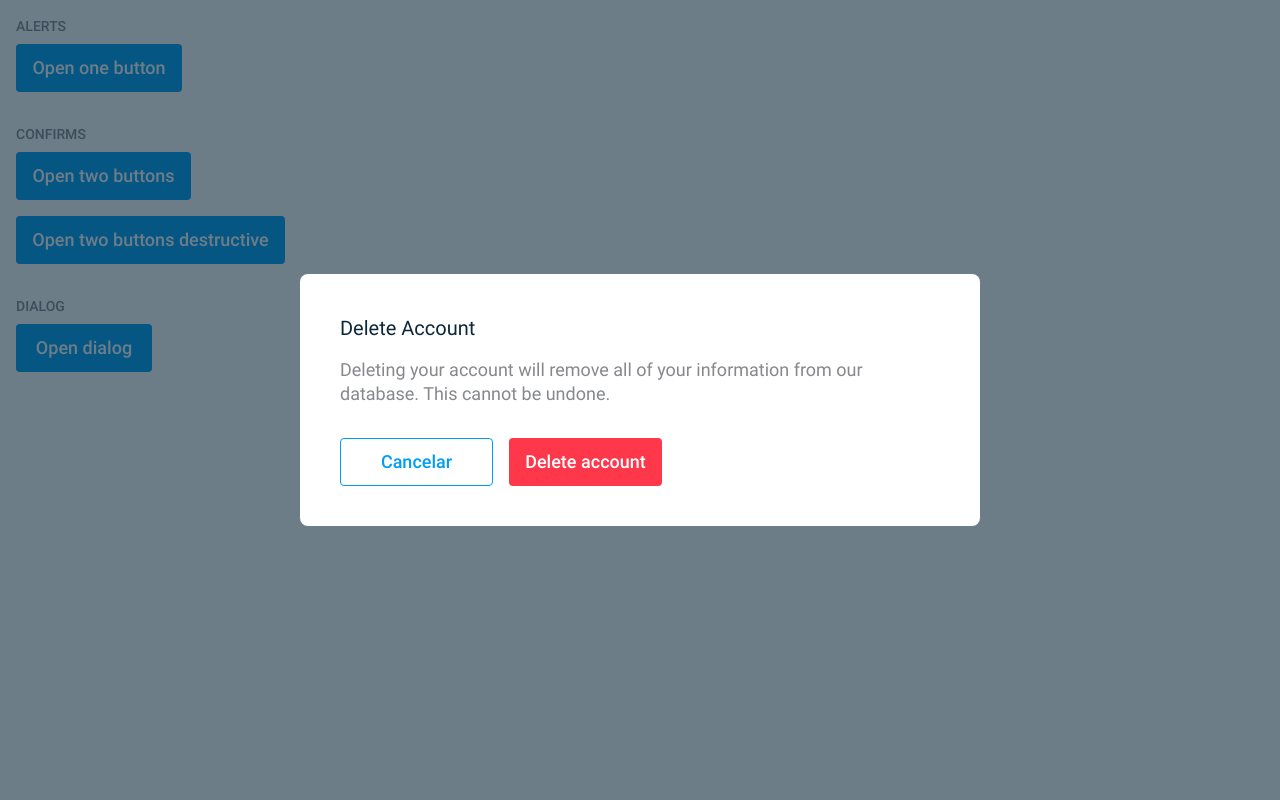 ALERTS
Open one button
CONFIRMS
Open two buttons
Open two buttons destructive
DIALOG
Open dialog
Delete Account
Deleting your account will remove all of your information from our
database. This cannot be undone.
Cancelar
Delete account